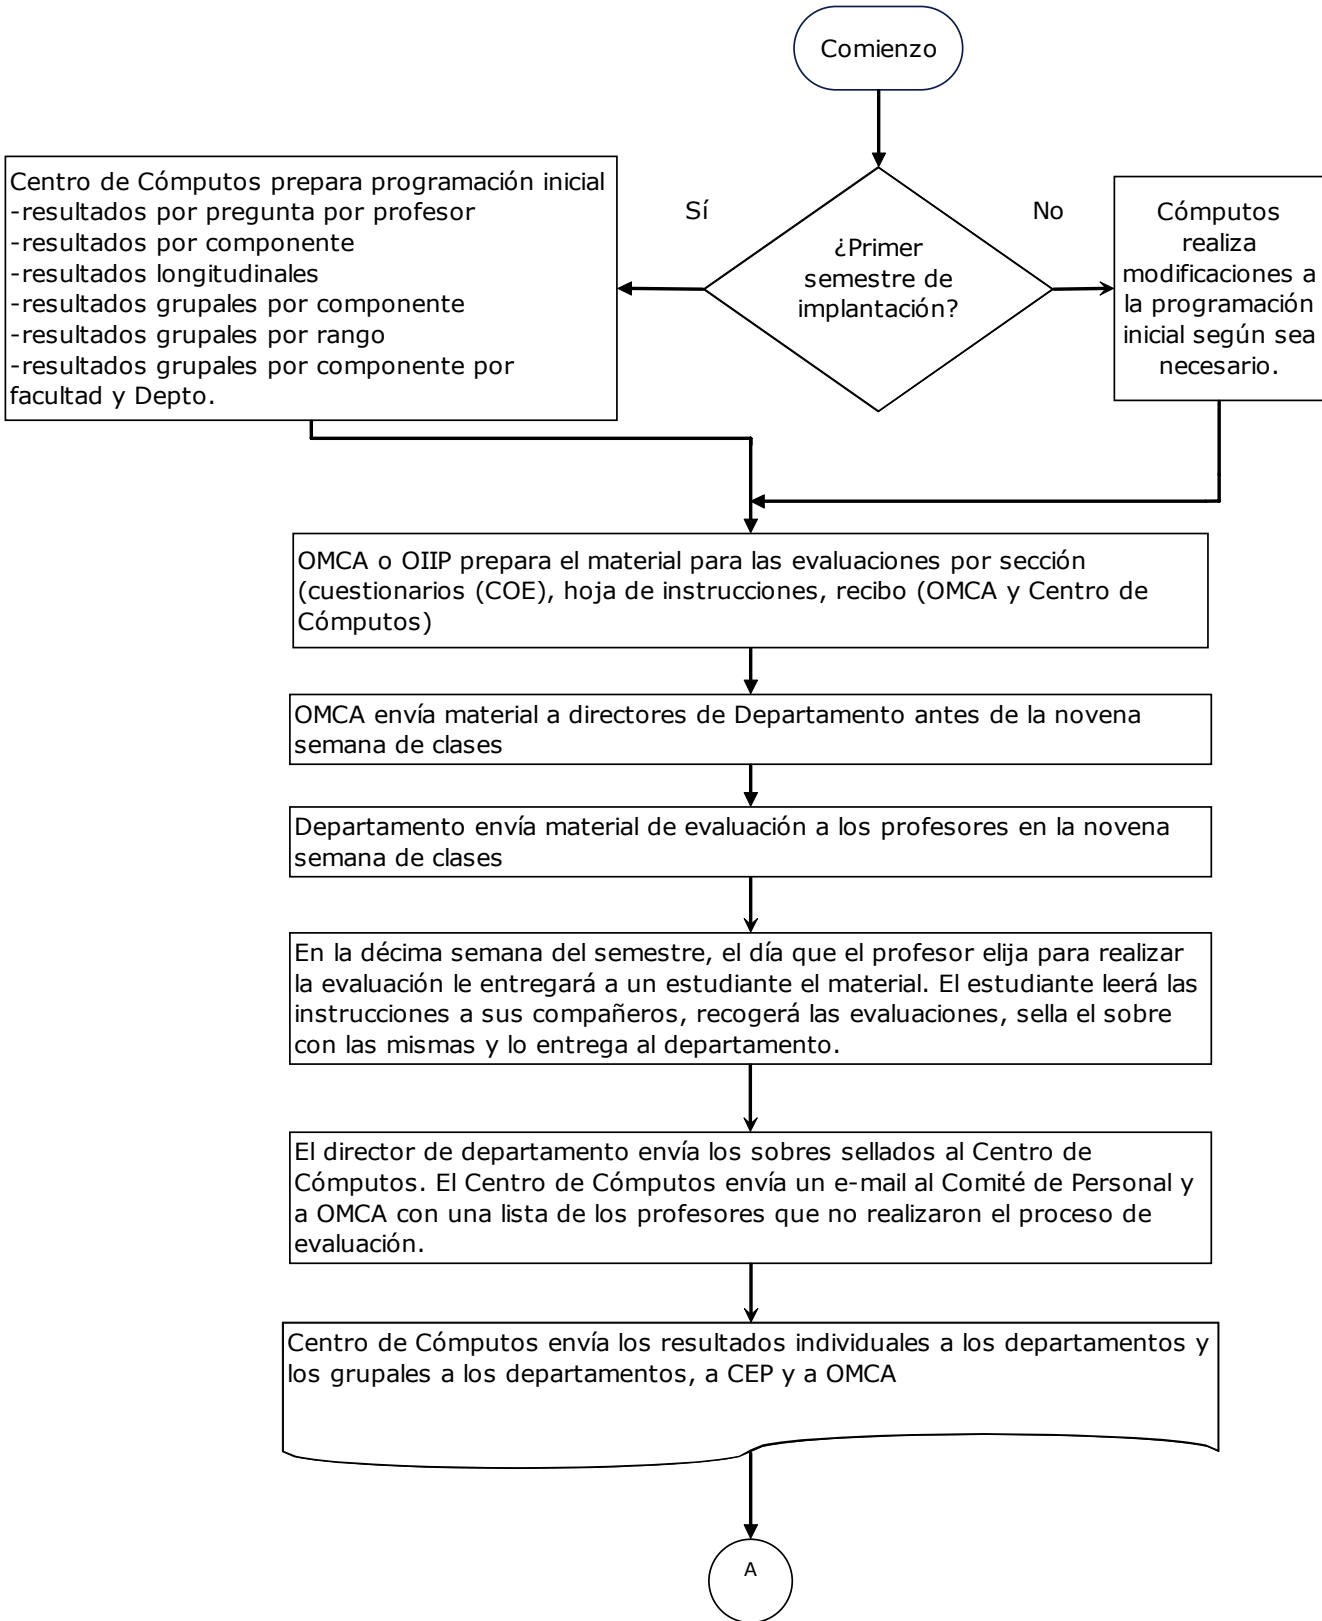 Comienzo
Centro de Cómputos prepara programación inicial
-resultados por pregunta por profesor
-resultados por componente
-resultados longitudinales
-resultados grupales por componente
-resultados grupales por rango
-resultados grupales por componente por
facultad y Depto.
Sí
¿Primer
semestre de
implantación?
No
Cómputos
realiza
modificaciones a
la programación
inicial según sea
necesario.
OMCA o OIIP prepara el material para las evaluaciones por sección
(cuestionarios (COE), hoja de instrucciones, recibo (OMCA y Centro de
Cómputos)
OMCA envía material a directores de Departamento antes de la novena
semana de clases
Departamento envía material de evaluación a los profesores en la novena
semana de clases
En la décima semana del semestre, el día que el profesor elija para realizar
la evaluación le entregará a un estudiante el material. El estudiante leerá las
instrucciones a sus compañeros, recogerá las evaluaciones, sella el sobre
con las mismas y lo entrega al departamento.
El director de departamento envía los sobres sellados al Centro de
Cómputos. El Centro de Cómputos envía un e-mail al Comité de Personal y
a OMCA con una lista de los profesores que no realizaron el proceso de
evaluación.
Centro de Cómputos envía los resultados individuales a los departamentos y
los grupales a los departamentos, a CEP y a OMCA
A